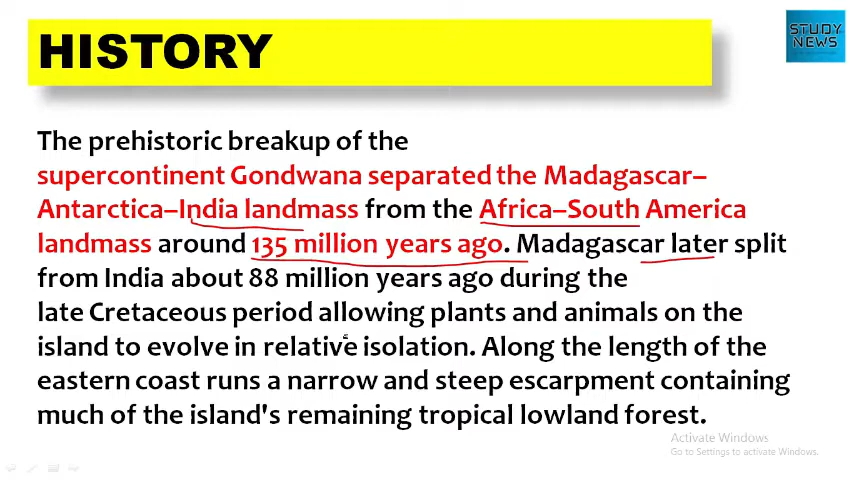 HISTORY
STUDY
NEWS
The prehistoric breakup of the
supercontinent Gondwana separated the Madagascar–
Antarctica–India landmass from the Africa–South America
landmass around 135 million years ago. Madagascar later split
from India about 88 million years ago during the
late Cretaceous period allowing plants and animals on the
island to evolve in relative isolation. Along the length of the
eastern coast runs a narrow and steep escarpment containing
much of the island's remaining tropical lowland forest.
Activate Windows
Go to Settings to activate Windows.